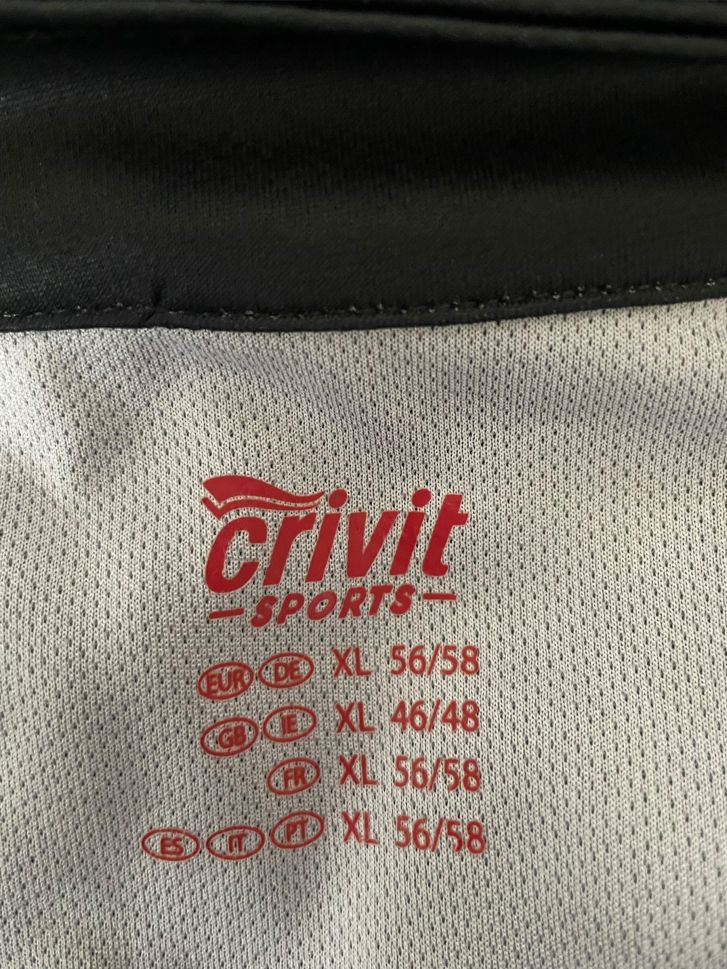 crivit
SPORTS
EUR DE XL 56/58
GB IE XL 46/48
FR XL 56/58
ES IT PT XL 56/58